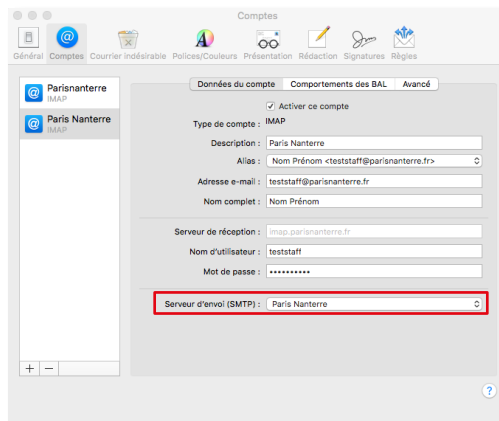 Comptes
Général Comptes Courrier indésirable Polices/Couleurs Présentation Rédaction Signatures Règles
Parisnanterre
IMAP
Paris Nanterre
IMAP
Données du compte Comportements des BAL Avancé
Activer ce compte
Type de compte : IMAP
Description : Paris Nanterre
Alias : Nom Prénom <teststaff@parisnanterre.fr>
Adresse e-mail : teststaff@parisnanterre.fr
Nom complet : Nom Prénom
Serveur de réception : imap.parisnanterre.fr
Nom d'utilisateur : teststaff
Mot de passe : ••••••••••
Serveur d'envoi (SMTP) : Paris Nanterre
+ −
?